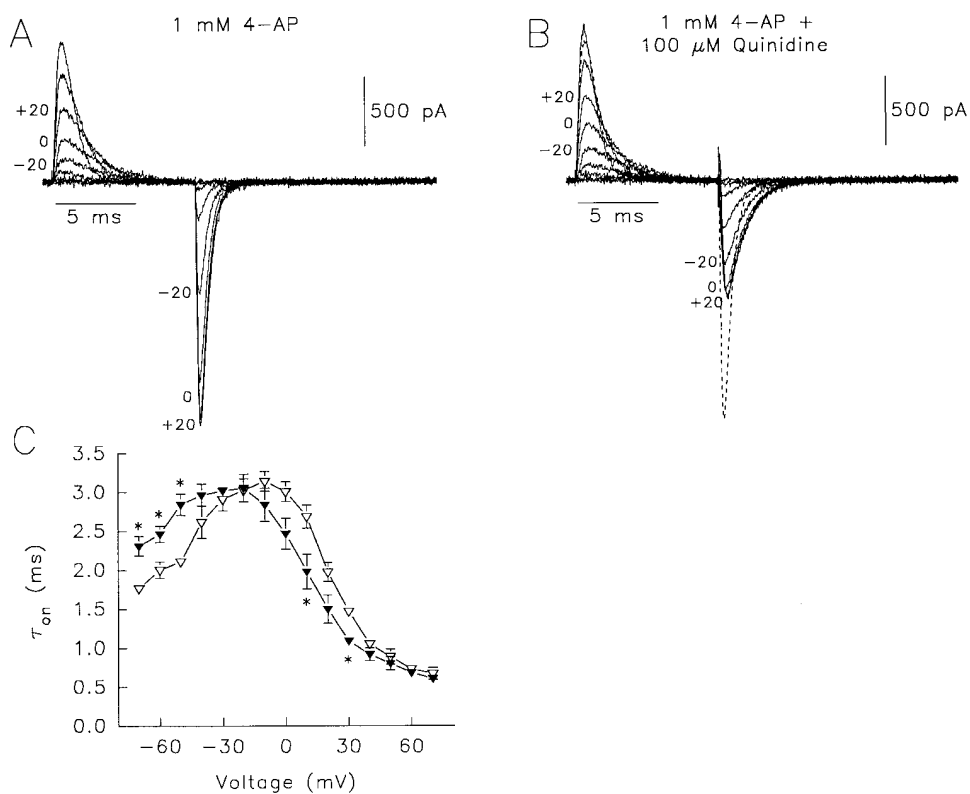 A
1 mM 4-AP
+20
0
-20
500 pA
5 ms
-20
0
+20
B
1 mM 4-AP +
100 μM Quinidine
+20
0
-20
500 pA
5 ms
-20
0
+20
C
3.5
3.0
2.5
2.0
1.5
1.0
0.5
0.0
τon (ms)
* * *
*
*
-60 -30 0 30 60
Voltage (mV)